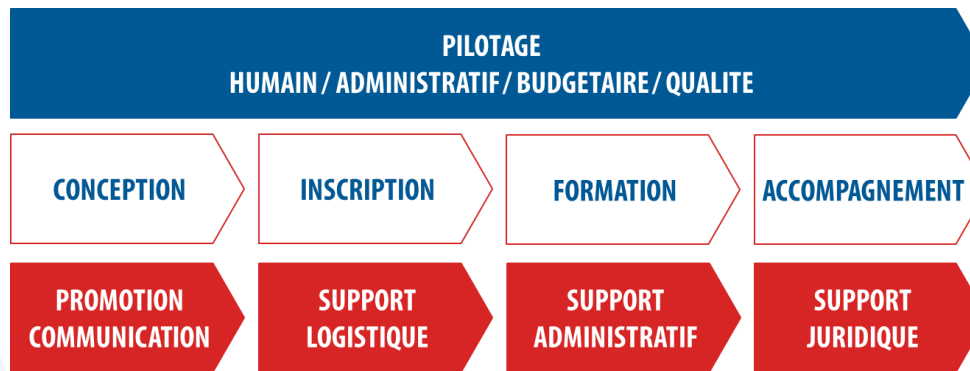 PILOTAGE
HUMAIN / ADMINISTRATIF / BUDGETAIRE / QUALITE
CONCEPTION
INSCRIPTION
FORMATION
ACCOMPAGNEMENT
PROMOTION
COMMUNICATION
SUPPORT
LOGISTIQUE
SUPPORT
ADMINISTRATIF
SUPPORT
JURIDIQUE